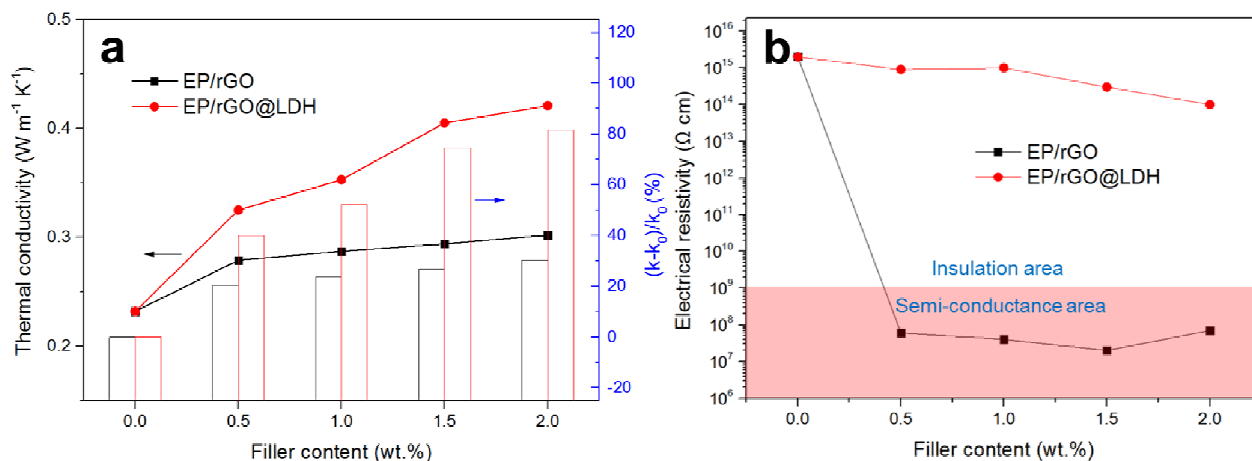 a
EP/rGO
EP/rGO@LDH
Thermal conductivity (W m⁻¹ K⁻¹)
0.5
0.4
0.3
0.2
120
100
80
60
40
20
0
-20
(k-k₀)/k₀ (%)
0.0 0.5 1.0 1.5 2.0
Filler content (wt.%)
b
EP/rGO
EP/rGO@LDH
Insulation area
Semi-conductance area
Electrical resistivity (Ω cm)
10¹⁶
10¹⁵
10¹⁴
10¹³
10¹²
10¹¹
10¹⁰
10⁹
10⁸
10⁷
10⁶
0.0 0.5 1.0 1.5 2.0
Filler content (wt.%)